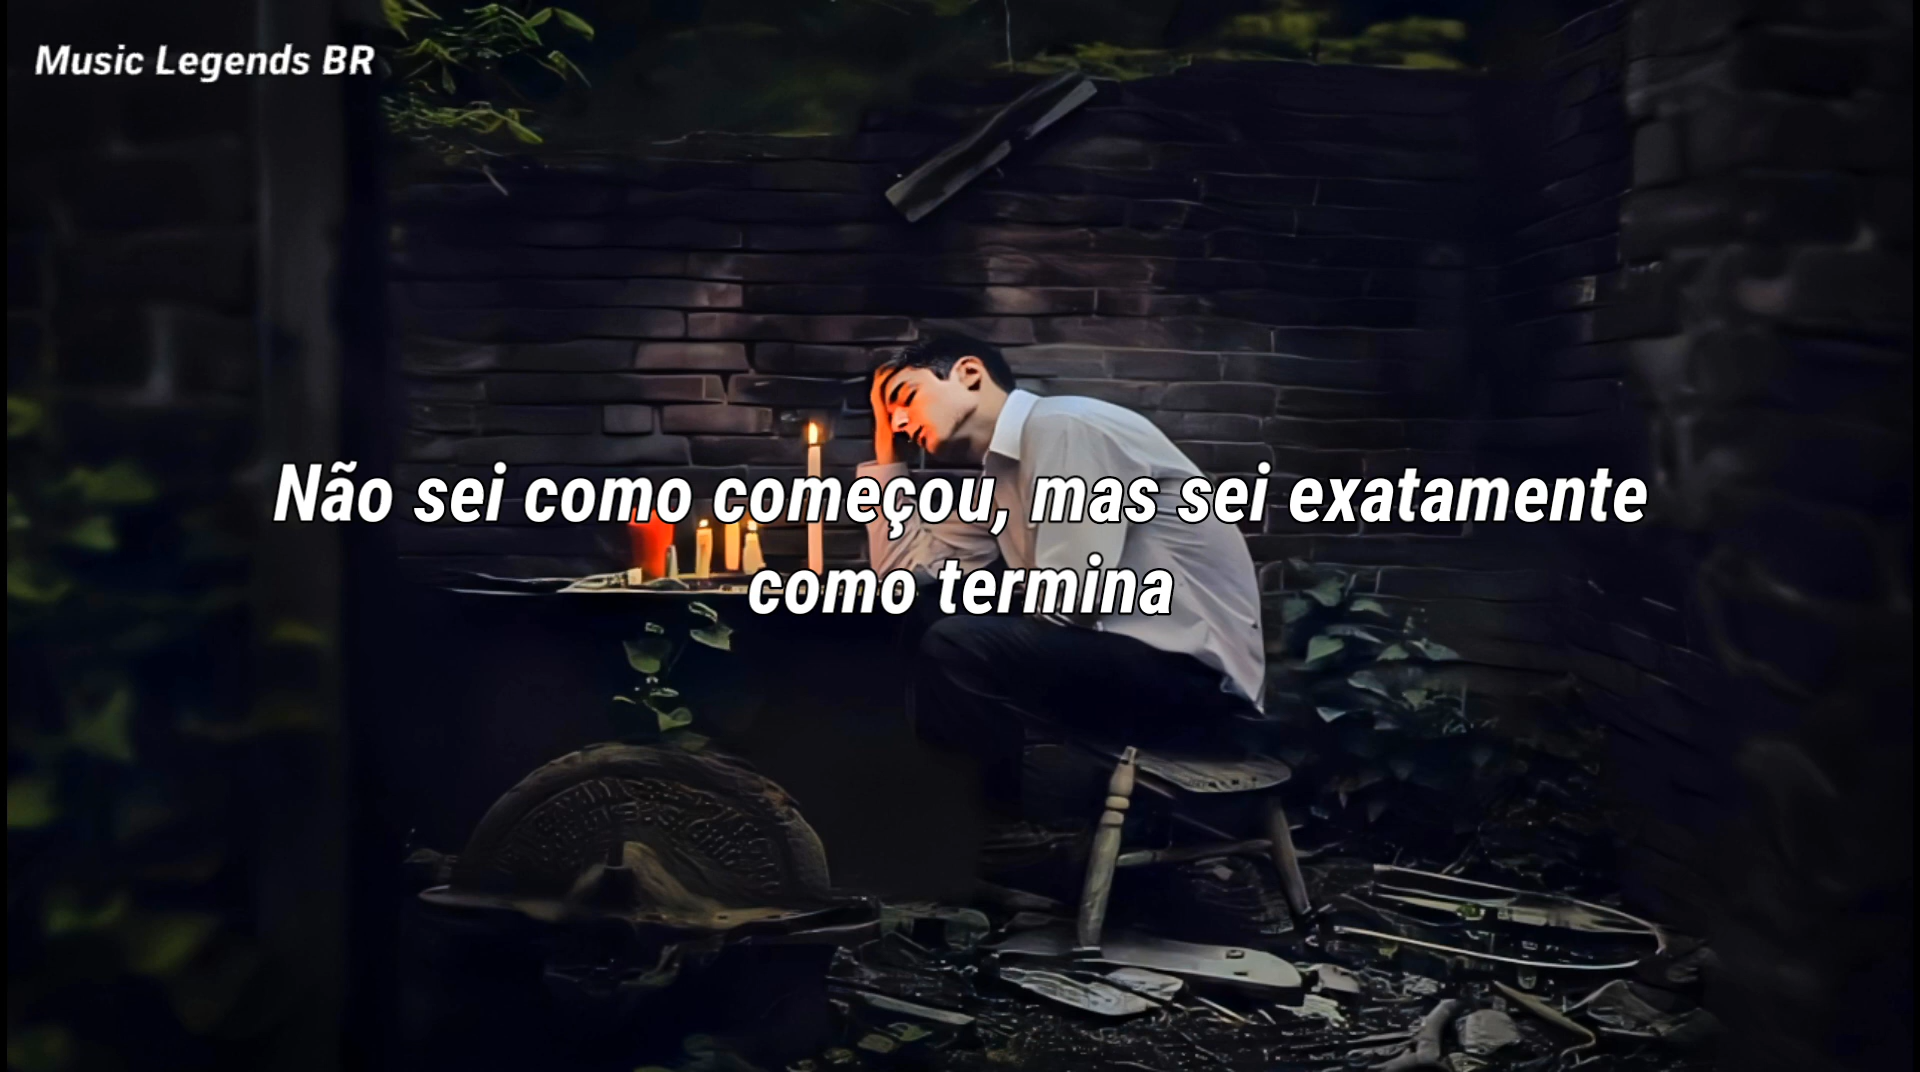 Music Legends BR
Não sei como começou, mas sei exatamente
como termina